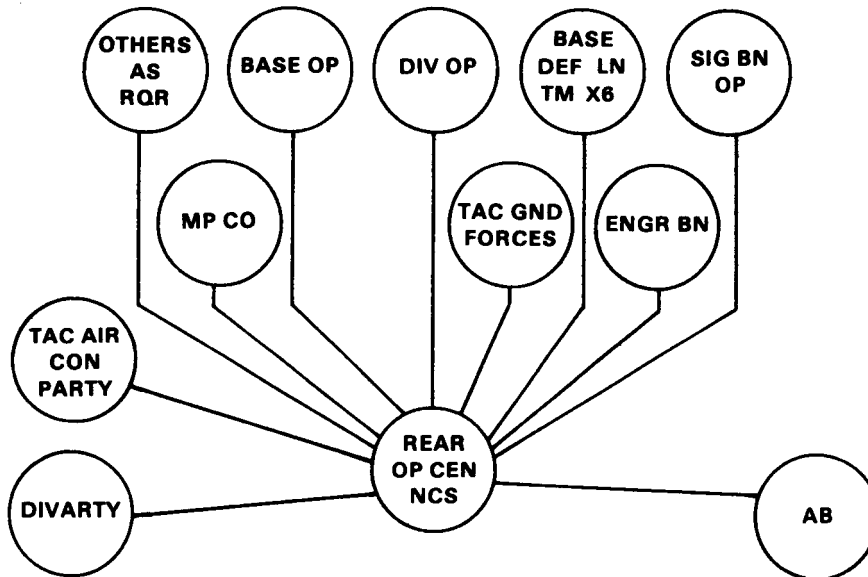 OTHERS
AS
RQR
BASE OP
DIV OP
BASE
DEF LN
TM X6
SIG BN
OP
MP CO
TAC GND
FORCES
ENGR BN
TAC AIR
CON
PARTY
REAR
OP CEN
NCS
DIVARTY
AB